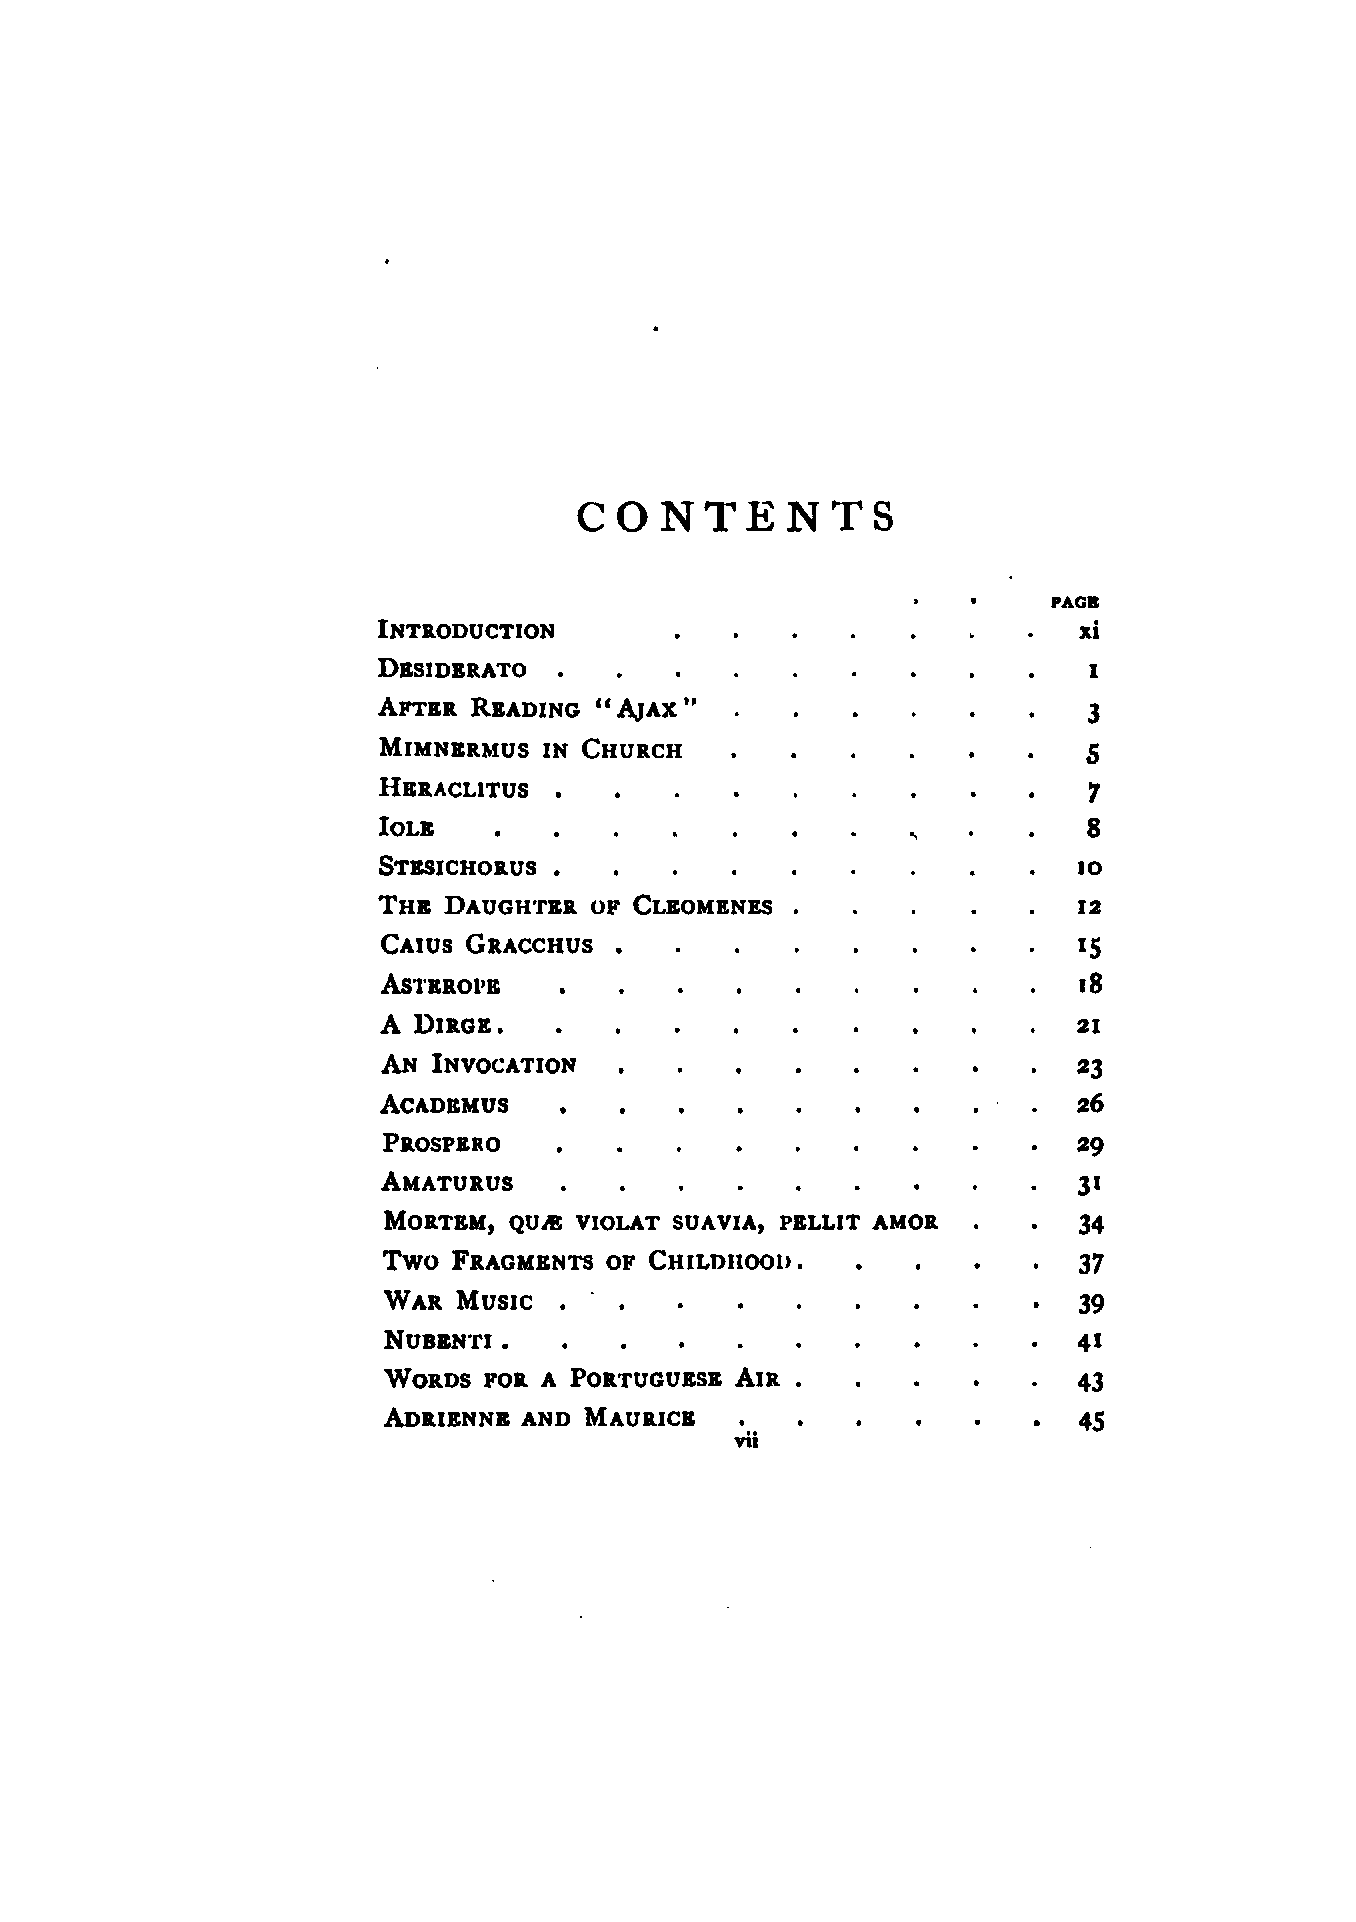 CONTENTS
PAGE
INTRODUCTION . . . . . . . xi
DESIDERATO . . . . . . . . . 1
AFTER READING "AJAX" . . . . . . 3
MIMNERMUS IN CHURCH . . . . . . 5
HERACLITUS . . . . . . . . . 7
IOLE . . . . . . . . . . 8
STESICHORUS . . . . . . . . . 10
THE DAUGHTER OF CLEOMENES . . . . . 12
CAIUS GRACCHUS . . . . . . . . 15
ASTEROPE . . . . . . . . . 18
A DIRGE . . . . . . . . . . 21
AN INVOCATION . . . . . . . . 23
ACADEMUS . . . . . . . . . 26
PROSPERO . . . . . . . . . 29
AMATURUS . . . . . . . . . 31
MORTEM, QUÆ VIOLAT SUAVIA, PELLIT AMOR . . 34
TWO FRAGMENTS OF CHILDHOOD . . . . . 37
WAR MUSIC . . . . . . . . . 39
NUBENTI . . . . . . . . . . 41
WORDS FOR A PORTUGUESE AIR . . . . . 43
ADRIENNE AND MAURICE . . . . . . 45
vii